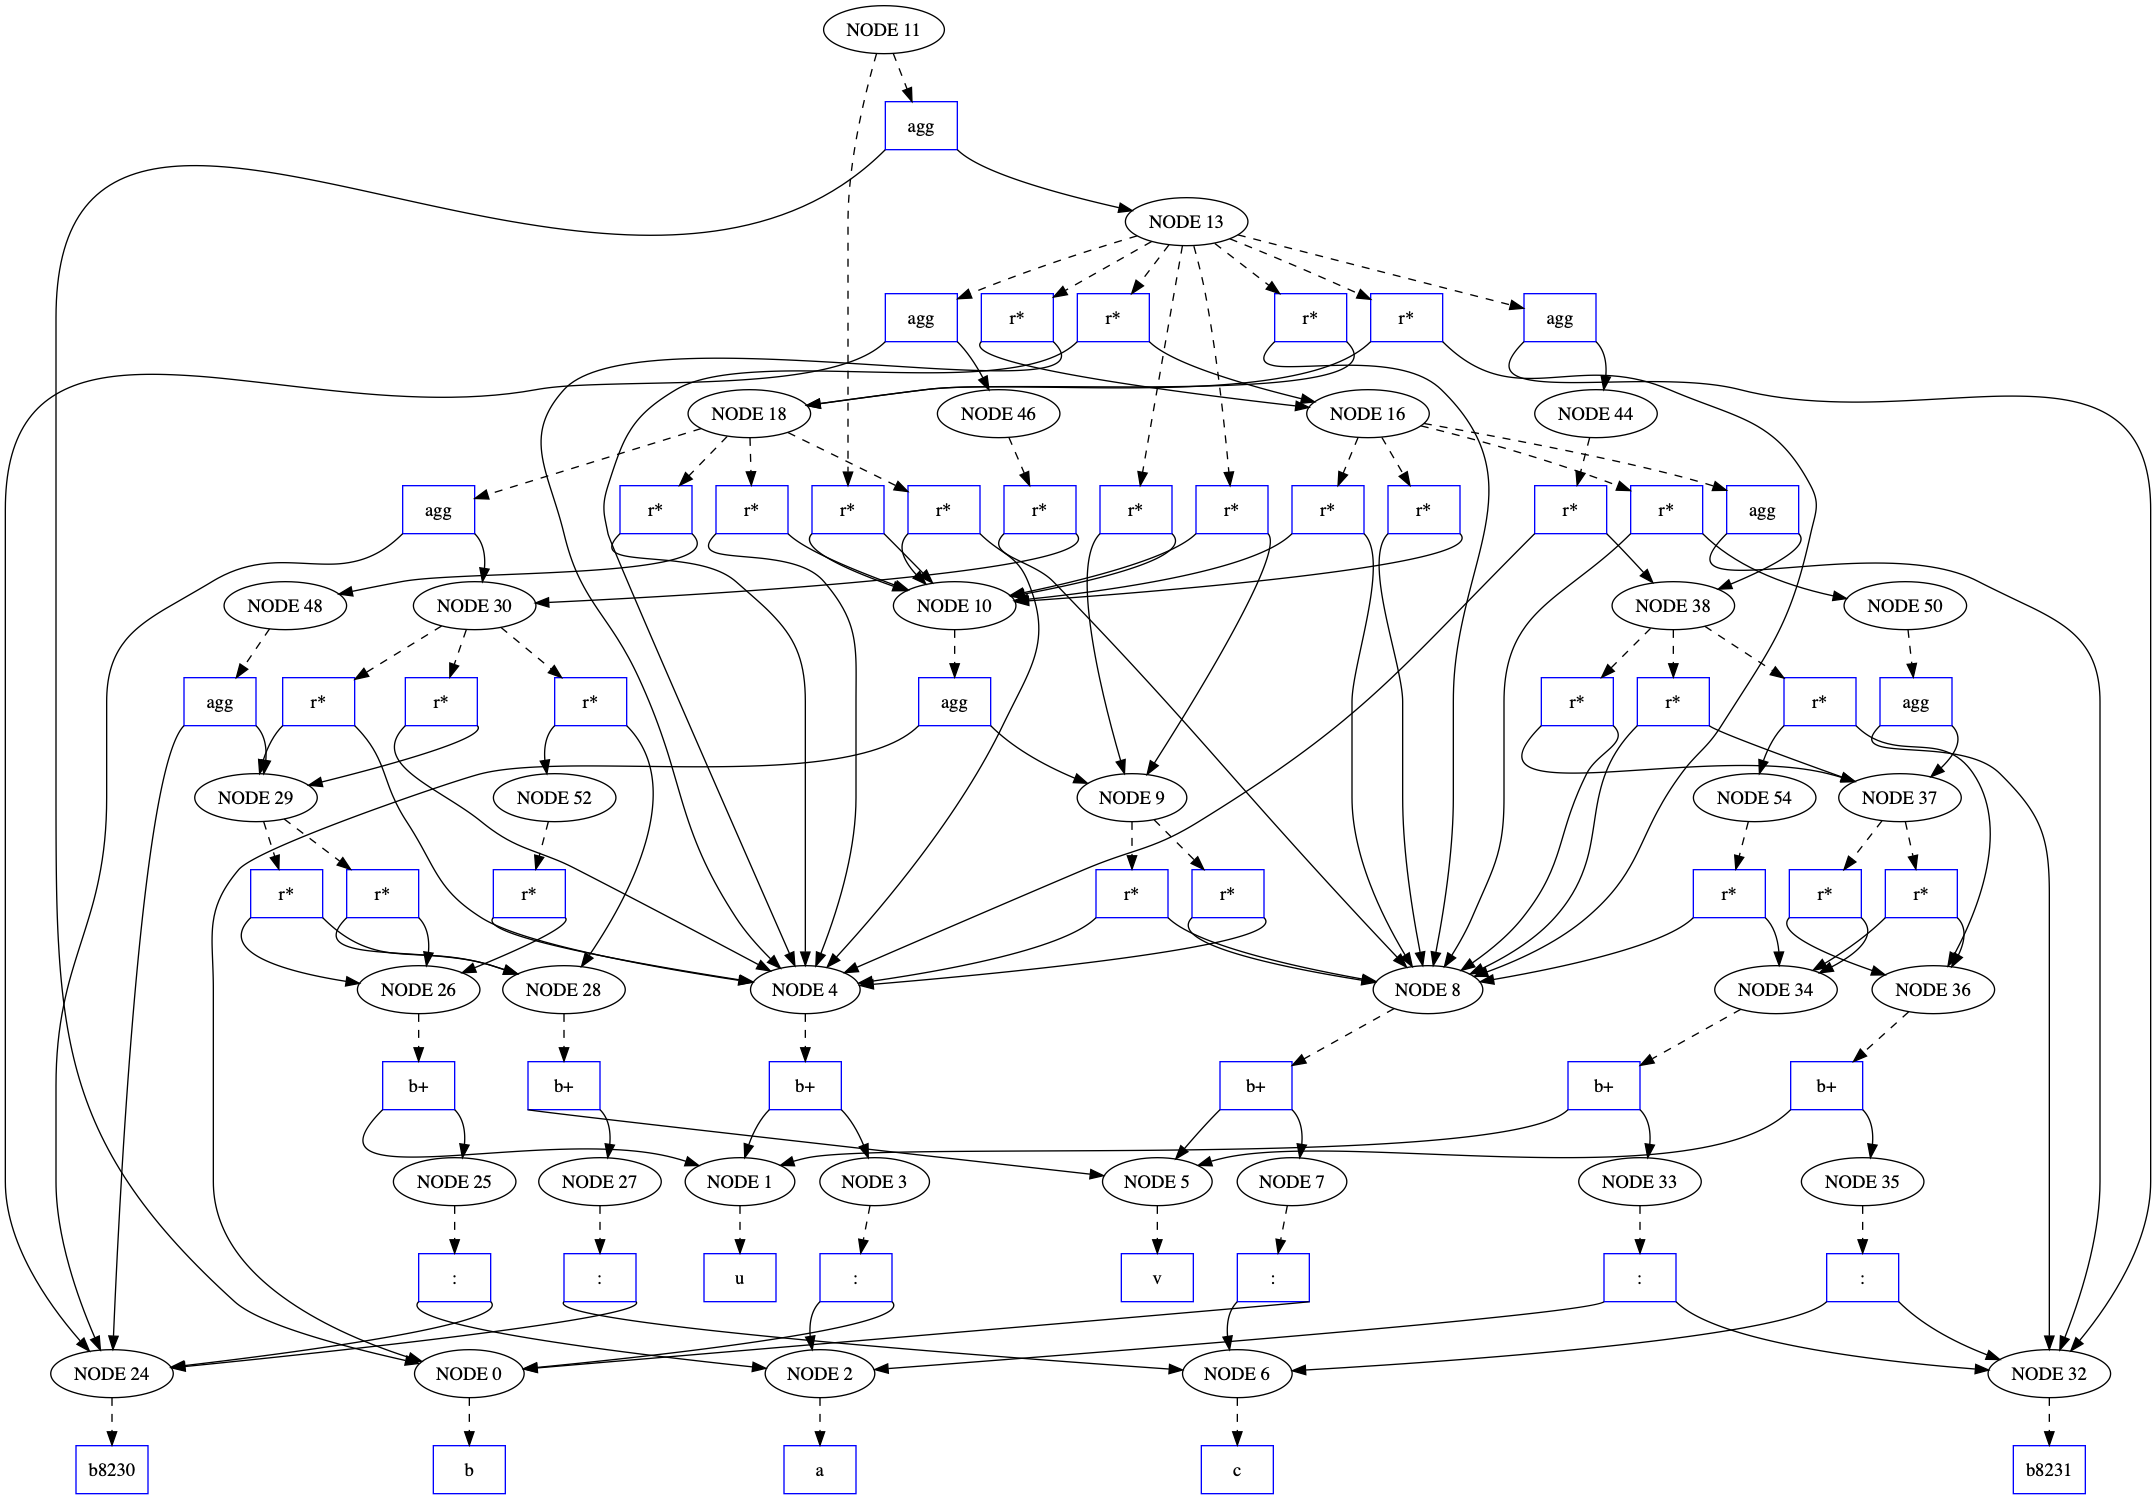 NODE 11
agg
NODE 13
agg
r*
r*
r*
r*
agg
NODE 18
NODE 46
NODE 16
NODE 44
agg
r*
r*
r*
r*
r*
r*
r*
r*
r*
r*
r*
agg
NODE 48
NODE 30
NODE 10
NODE 38
NODE 50
agg
r*
r*
r*
agg
r*
r*
r*
agg
NODE 29
NODE 52
NODE 9
NODE 54
NODE 37
r*
r*
r*
r*
r*
r*
r*
r*
NODE 26
NODE 28
NODE 4
NODE 8
NODE 34
NODE 36
b+
b+
b+
b+
b+
b+
NODE 25
NODE 27
NODE 1
NODE 3
NODE 5
NODE 7
NODE 33
NODE 35
:
:
u
:
v
:
:
:
NODE 24
NODE 0
NODE 2
NODE 6
NODE 32
b8230
b
a
c
b8231